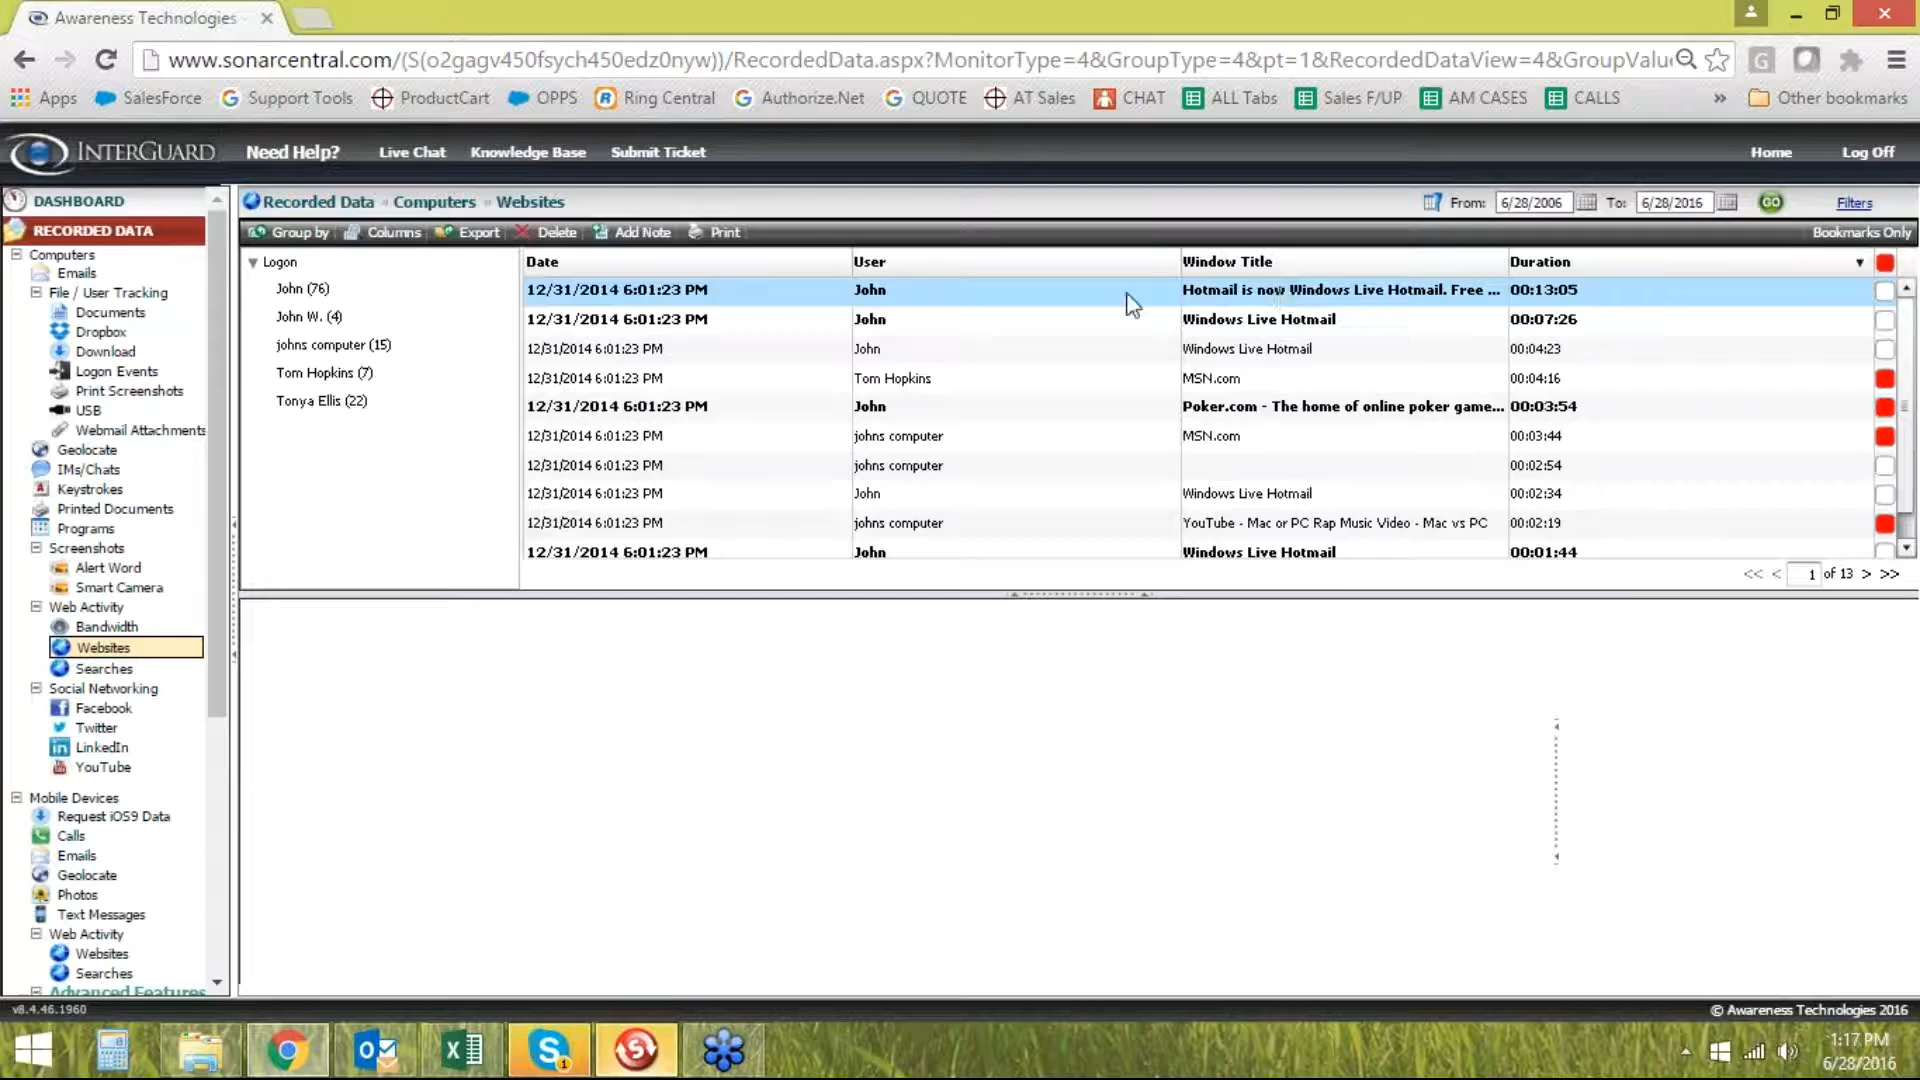 Awareness Technologies
www.sonarcentral.com/(S(o2gagv450fsych450edz0nyw))/RecordedData.aspx?MonitorType=4&GroupType=4&pt=1&RecordedDataView=4&GroupValu
Apps SalesForce Support Tools ProductCart OPPS Ring Central Authorize.Net QUOTE AT Sales CHAT ALL Tabs Sales F/UP AM CASES CALLS » Other bookmarks
INTERGUARD Need Help? Live Chat Knowledge Base Submit Ticket Home Log Off
DASHBOARD
RECORDED DATA
Computers
Emails
File / User Tracking
Documents
Dropbox
Download
Logon Events
Print Screenshots
USB
Webmail Attachments
Geolocate
IMs/Chats
Keystrokes
Printed Documents
Programs
Screenshots
Alert Word
Smart Camera
Web Activity
Bandwidth
Websites
Searches
Social Networking
Facebook
Twitter
LinkedIn
YouTube
Mobile Devices
Request iOS9 Data
Calls
Emails
Geolocate
Photos
Text Messages
Web Activity
Websites
Searches
Advanced Features
Recorded Data Computers Websites From: 6/28/2006 To: 6/28/2016 GO Filters
Group by Columns Export Delete Add Note Print Bookmarks Only
Logon
John (76)
John W. (4)
johns computer (15)
Tom Hopkins (7)
Tonya Ellis (22)
Date User Window Title Duration
12/31/2014 6:01:23 PM John Hotmail is now Windows Live Hotmail. Free ... 00:13:05
12/31/2014 6:01:23 PM John Windows Live Hotmail 00:07:26
12/31/2014 6:01:23 PM John Windows Live Hotmail 00:04:23
12/31/2014 6:01:23 PM Tom Hopkins MSN.com 00:04:16
12/31/2014 6:01:23 PM John Poker.com - The home of online poker game... 00:03:54
12/31/2014 6:01:23 PM johns computer MSN.com 00:03:44
12/31/2014 6:01:23 PM johns computer 00:02:54
12/31/2014 6:01:23 PM John Windows Live Hotmail 00:02:34
12/31/2014 6:01:23 PM johns computer YouTube - Mac or PC Rap Music Video - Mac vs PC 00:02:19
12/31/2014 6:01:23 PM John Windows Live Hotmail 00:01:44
<< < 1 of 13 > >>
v8.4.46.1960 © Awareness Technologies 2016
1:17 PM
6/28/2016